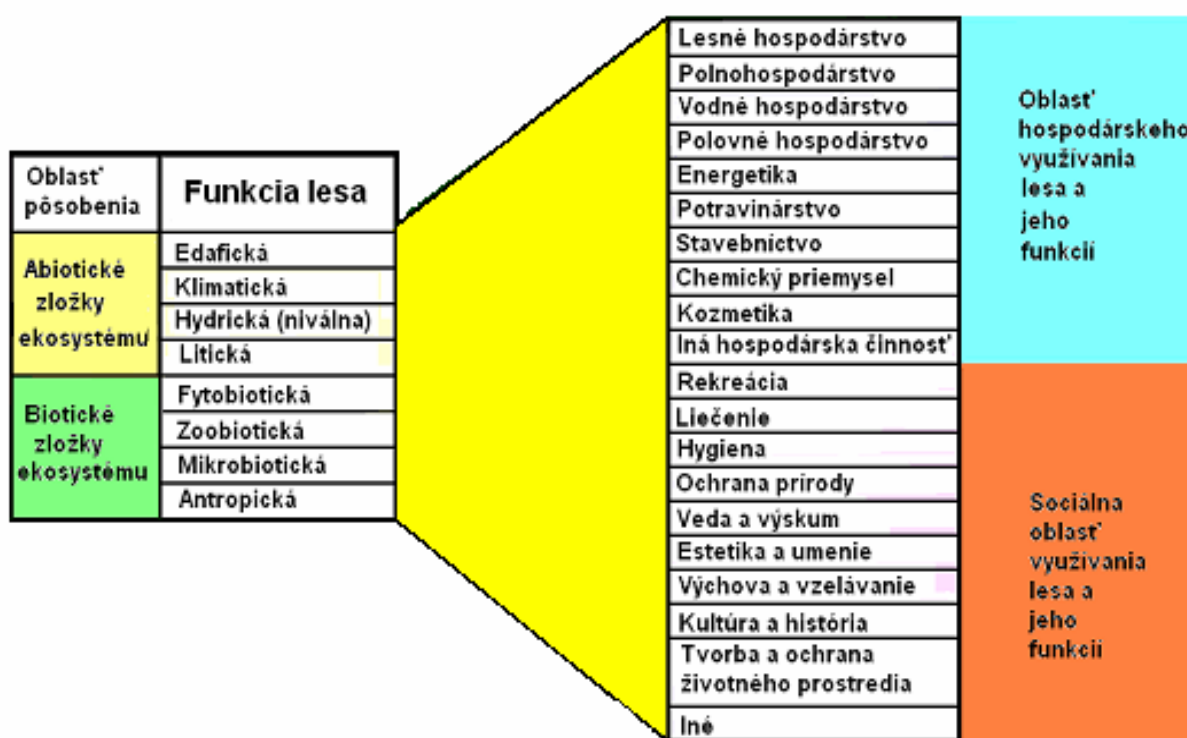 Oblasť
pôsobenia
Funkcia lesa
Abiotické
zložky
ekosystému
Edafická
Klimatická
Hydrická (niválna)
Litická
Biotické
zložky
ekosystému
Fytobiotická
Zoobiotická
Mikrobiotická
Antropická
Lesné hospodárstvo
Polnohospodárstvo
Vodné hospodárstvo
Polovné hospodárstvo
Energetika
Potravinárstvo
Stavebníctvo
Chemický priemysel
Kozmetika
Iná hospodárska činnosť
Rekreácia
Liečenie
Hygiena
Ochrana prírody
Veda a výskum
Estetika a umenie
Výchova a vzelávanie
Kultúra a história
Tvorba a ochrana
životného prostredia
Iné
Oblasť
hospodárskeho
využívania
lesa a
jeho
funkcií
Sociálna
oblasť
využívania
lesa a
jeho
funkcií